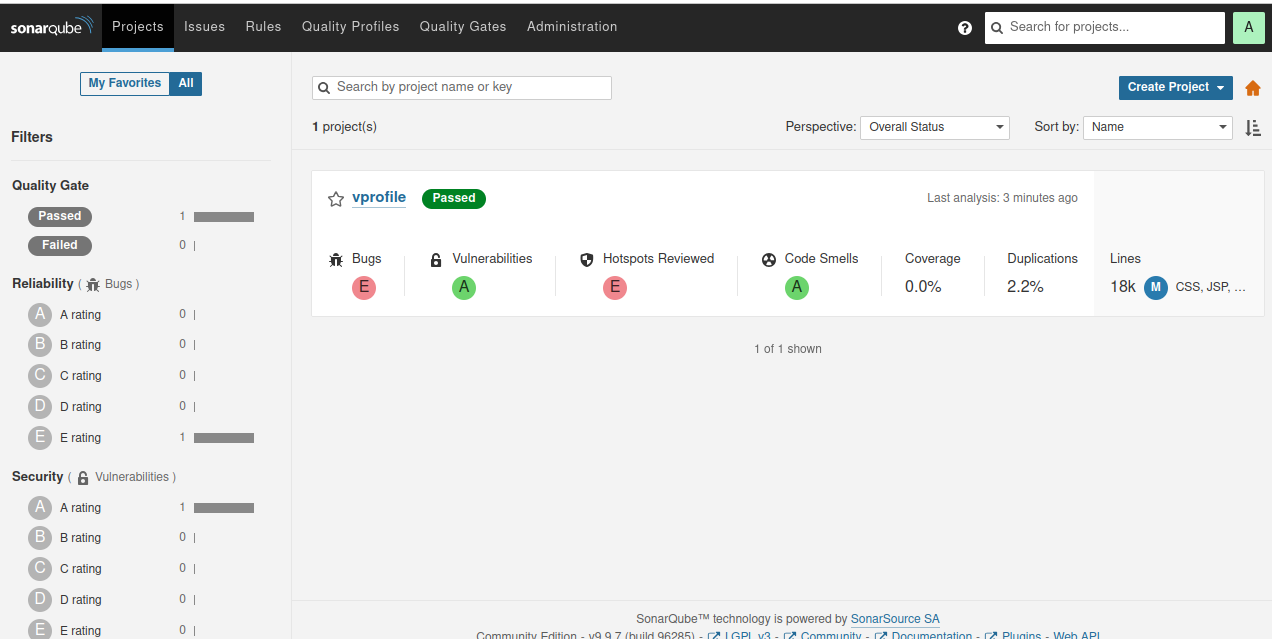 sonarqube Projects Issues Rules Quality Profiles Quality Gates Administration ? Search for projects... A
My Favorites All
Search by project name or key Create Project
1 project(s) Perspective: Overall Status Sort by: Name
Filters
Quality Gate
Passed 1
Failed 0
Reliability ( Bugs )
A A rating 0
B B rating 0
C C rating 0
D D rating 0
E E rating 1
Security ( Vulnerabilities )
A A rating 1
B B rating 0
C C rating 0
D D rating 0
E E rating 0
vprofile Passed Last analysis: 3 minutes ago
Bugs Vulnerabilities Hotspots Reviewed Code Smells Coverage Duplications Lines
E A E A 0.0% 2.2% 18k M CSS, JSP, ...
1 of 1 shown
SonarQube™ technology is powered by SonarSource SA
Community Edition - v9.9.7 (build 96285) - LGPL v3 - Community - Documentation - Plugins - Web API